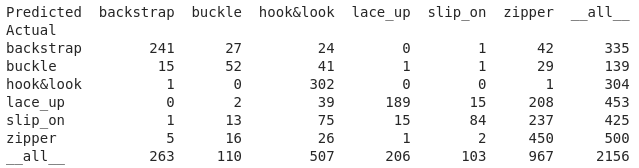 Predicted  backstrap  buckle  hook&look  lace_up  slip_on  zipper  __all__
Actual
backstrap        241      27         24        0        1      42      335
buckle            15      52         41        1        1      29      139
hook&look          1       0        302        0        0       1      304
lace_up            0       2         39      189       15     208      453
slip_on            1      13         75       15       84     237      425
zipper             5      16         26        1        2     450      500
__all__          263     110        507      206      103     967     2156